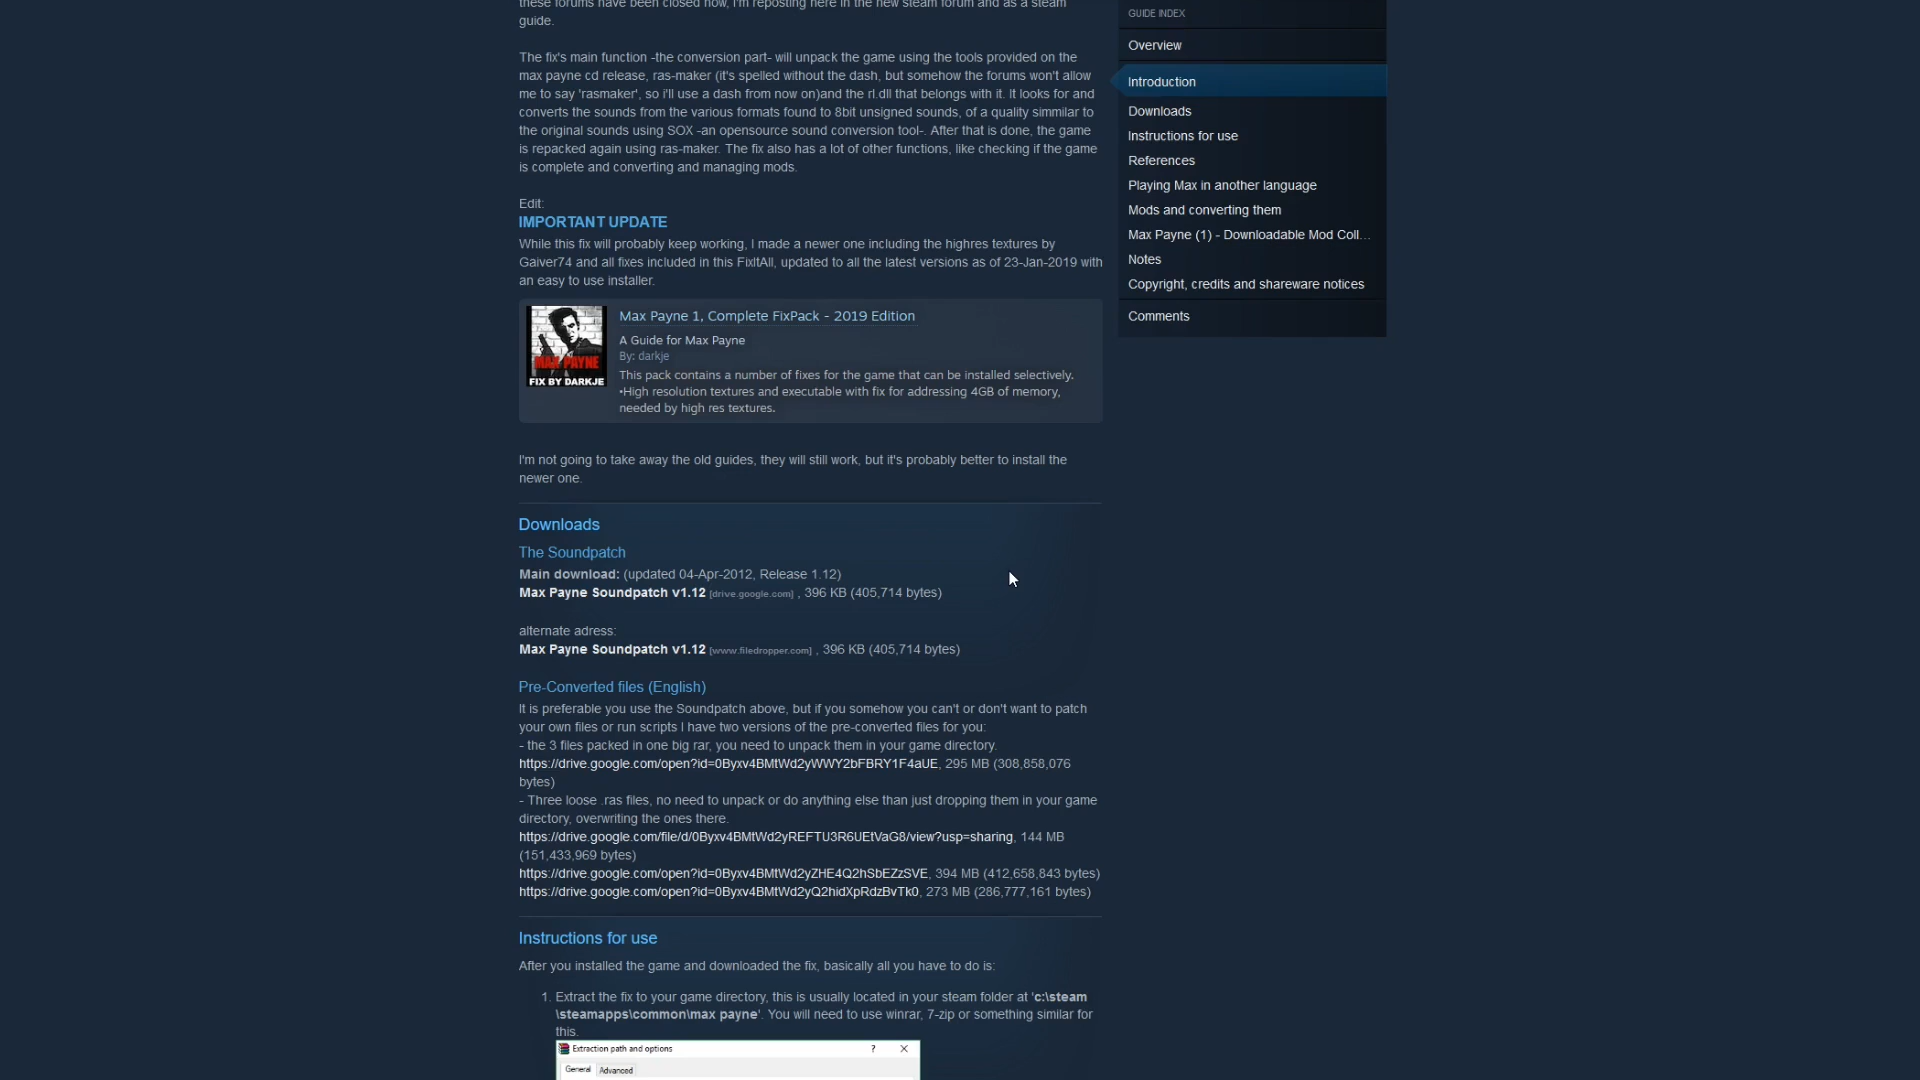 these forums have been closed now, I'm reposting here in the new steam forum and as a steam
guide.
The fix's main function -the conversion part- will unpack the game using the tools provided on the
max payne cd release, ras-maker (it's spelled without the dash, but somehow the forums won't allow
me to say 'rasmaker', so i'll use a dash from now on)and the rl.dll that belongs with it. It looks for and
converts the sounds from the various formats found to 8bit unsigned sounds, of a quality simmilar to
the original sounds using SOX -an opensource sound conversion tool-. After that is done, the game
is repacked again using ras-maker. The fix also has a lot of other functions, like checking if the game
is complete and converting and managing mods.
Edit:
IMPORTANT UPDATE
While this fix will probably keep working, I made a newer one including the highres textures by
Gaiver74 and all fixes included in this FixItAll, updated to all the latest versions as of 23-Jan-2019 with
an easy to use installer.
MAX PAYNE
FIX BY DARKJE
Max Payne 1, Complete FixPack - 2019 Edition
A Guide for Max Payne
By: darkje
This pack contains a number of fixes for the game that can be installed selectively.
•High resolution textures and executable with fix for addressing 4GB of memory,
needed by high res textures.
I'm not going to take away the old guides, they will still work, but it's probably better to install the
newer one.
Downloads
The Soundpatch
Main download: (updated 04-Apr-2012, Release 1.12)
Max Payne Soundpatch v1.12 [drive.google.com] , 396 KB (405,714 bytes)
alternate adress:
Max Payne Soundpatch v1.12 [www.filedropper.com] , 396 KB (405,714 bytes)
Pre-Converted files (English)
It is preferable you use the Soundpatch above, but if you somehow you can't or don't want to patch
your own files or run scripts I have two versions of the pre-converted files for you:
- the 3 files packed in one big rar, you need to unpack them in your game directory.
https://drive.google.com/open?id=0Byxv4BMtWd2yWWY2bFBRY1F4aUE, 295 MB (308,858,076
bytes)
- Three loose .ras files, no need to unpack or do anything else than just dropping them in your game
directory, overwriting the ones there.
https://drive.google.com/file/d/0Byxv4BMtWd2yREFTU3R6UEtVaG8/view?usp=sharing, 144 MB
(151,433,969 bytes)
https://drive.google.com/open?id=0Byxv4BMtWd2yZHE4Q2hSbEZzSVE, 394 MB (412,658,843 bytes)
https://drive.google.com/open?id=0Byxv4BMtWd2yQ2hidXpRdzBvTk0, 273 MB (286,777,161 bytes)
Instructions for use
After you installed the game and downloaded the fix, basically all you have to do is:
1. Extract the fix to your game directory, this is usually located in your steam folder at 'c:\steam
\steamapps\common\max payne'. You will need to use winrar, 7-zip or something similar for
this.
Extraction path and options
?
General Advanced
GUIDE INDEX
Overview
Introduction
Downloads
Instructions for use
References
Playing Max in another language
Mods and converting them
Max Payne (1) - Downloadable Mod Coll...
Notes
Copyright, credits and shareware notices
Comments